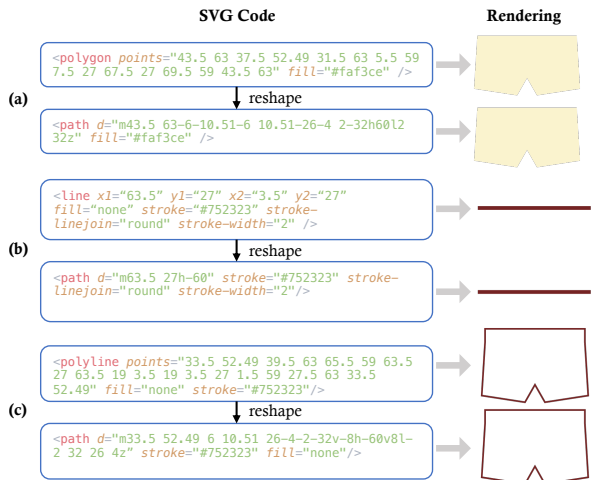 SVG Code
Rendering
<polygon points="43.5 63 37.5 52.49 31.5 63 5.5 59
7.5 27 67.5 27 69.5 59 43.5 63" fill="#faf3ce" />
(a)
reshape
<path d="m43.5 63-6-10.51-6 10.51-26-4 2-32h60l2
32z" fill="#faf3ce" />
<line x1=“63.5” y1=“27” x2=“3.5” y2=“27”
fill=“none” stroke=“#752323” stroke-
linejoin="round" stroke-width="2" />
(b)
reshape
<path d="m63.5 27h-60" stroke="#752323" stroke-
linejoin="round" stroke-width="2"/>
<polyline points="33.5 52.49 39.5 63 65.5 59 63.5
27 63.5 19 3.5 19 3.5 27 1.5 59 27.5 63 33.5
52.49" fill="none" stroke="#752323"/>
(c)
reshape
<path d="m33.5 52.49 6 10.51 26-4-2-32v-8h-60v8l-
2 32 26 4z” stroke="#752323" fill="none"/>